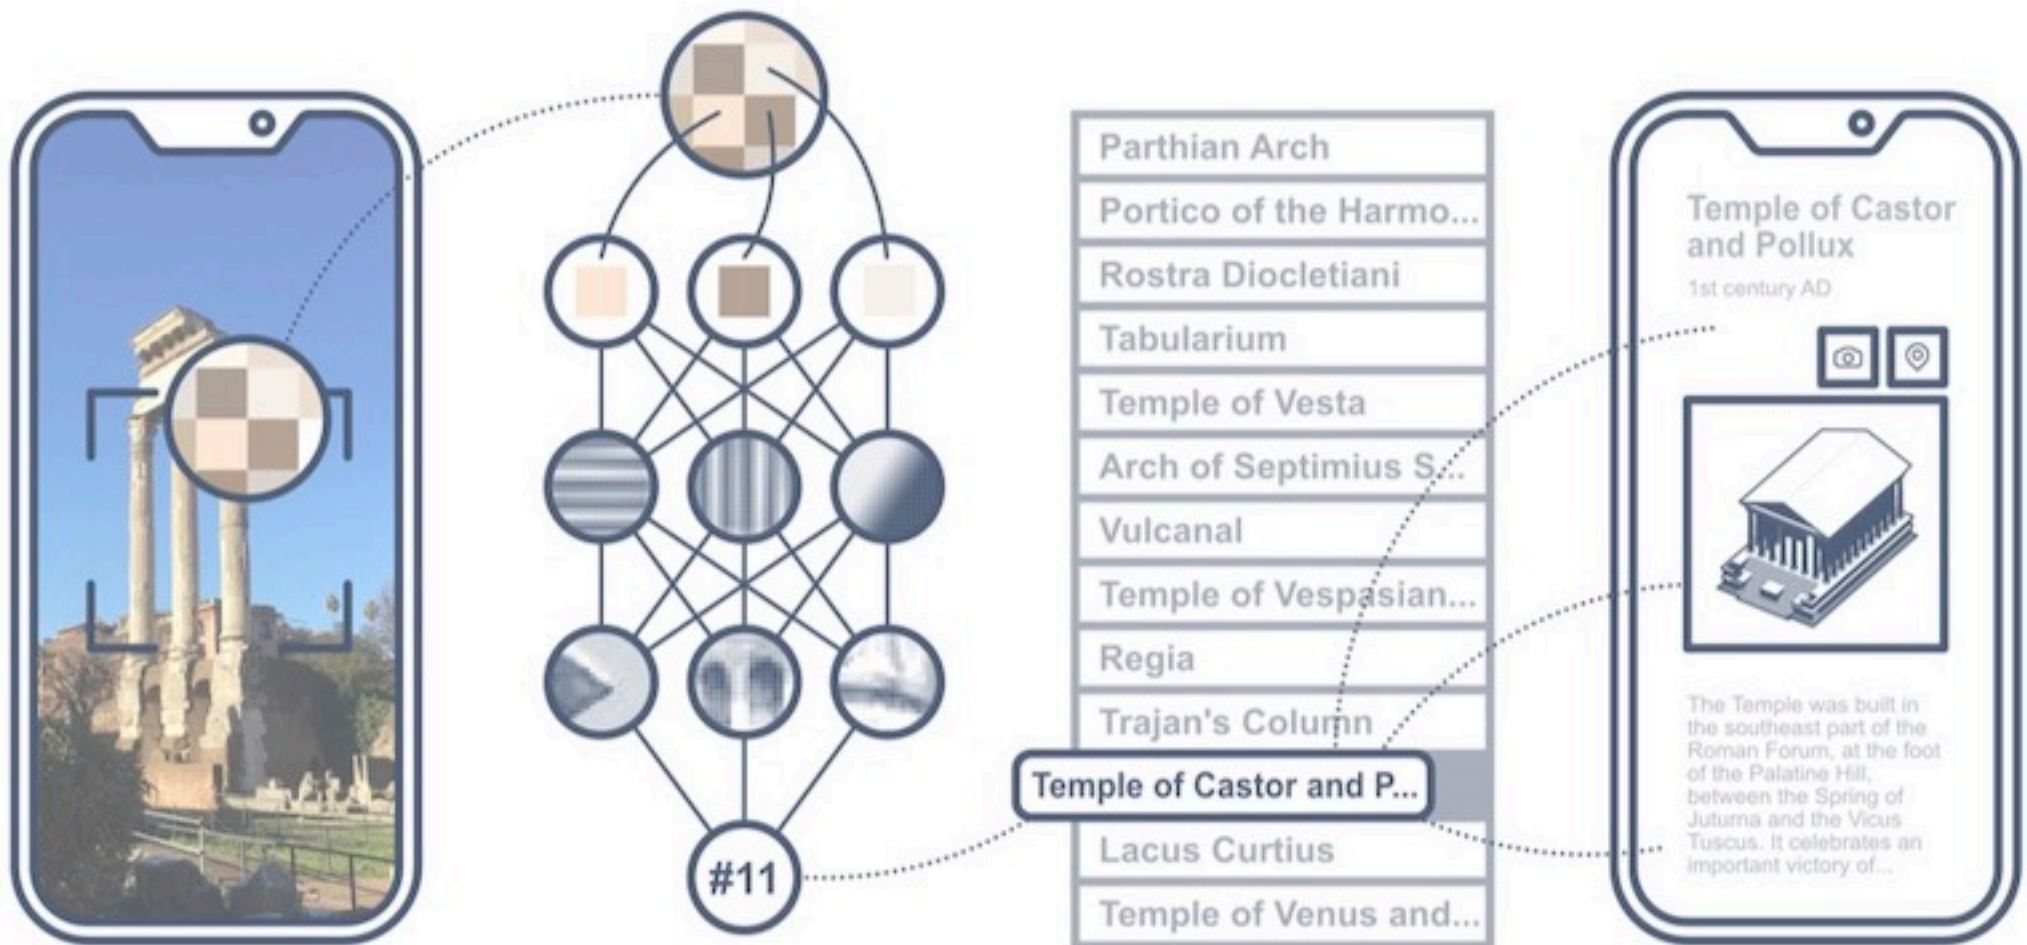 #11
Parthian Arch
Portico of the Harmo...
Rostra Diocletiani
Tabularium
Temple of Vesta
Arch of Septimius S...
Vulcanal
Temple of Vespasian...
Regia
Trajan's Column
Temple of Castor and P...
Lacus Curtius
Temple of Venus and...
Temple of Castor
and Pollux
1st century AD
The Temple was built in
the southeast part of the
Roman Forum, at the foot
of the Palatine Hill,
between the Spring of
Juturna and the Vicus
Tuscus. It celebrates an
important victory of...